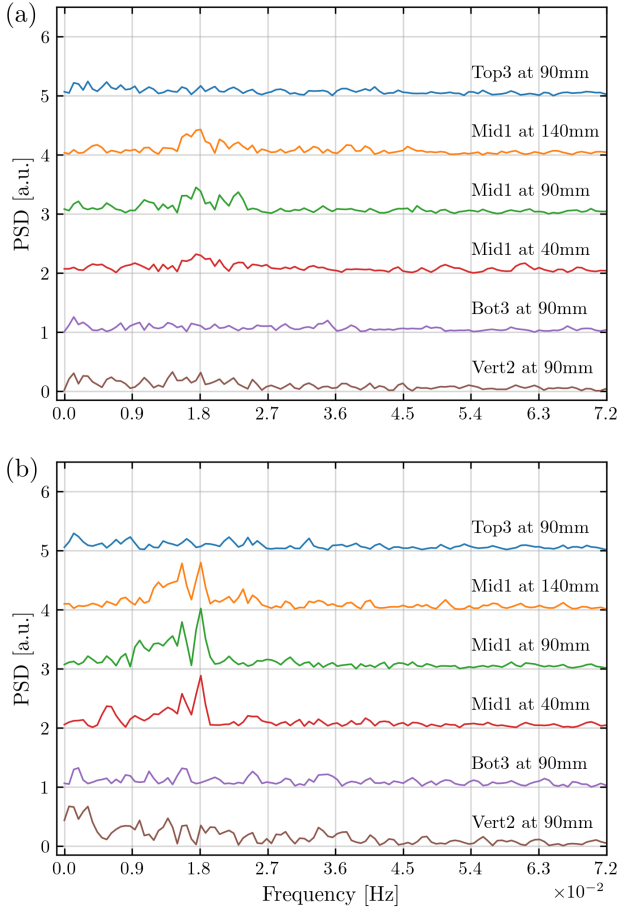 (a)
6
5
4
3
2
1
0
PSD [a.u.]
Top3 at 90mm
Mid1 at 140mm
Mid1 at 90mm
Mid1 at 40mm
Bot3 at 90mm
Vert2 at 90mm
0.0 0.9 1.8 2.7 3.6 4.5 5.4 6.3 7.2
(b)
6
5
4
3
2
1
0
PSD [a.u.]
Top3 at 90mm
Mid1 at 140mm
Mid1 at 90mm
Mid1 at 40mm
Bot3 at 90mm
Vert2 at 90mm
0.0 0.9 1.8 2.7 3.6 4.5 5.4 6.3 7.2
Frequency [Hz]
×10⁻²